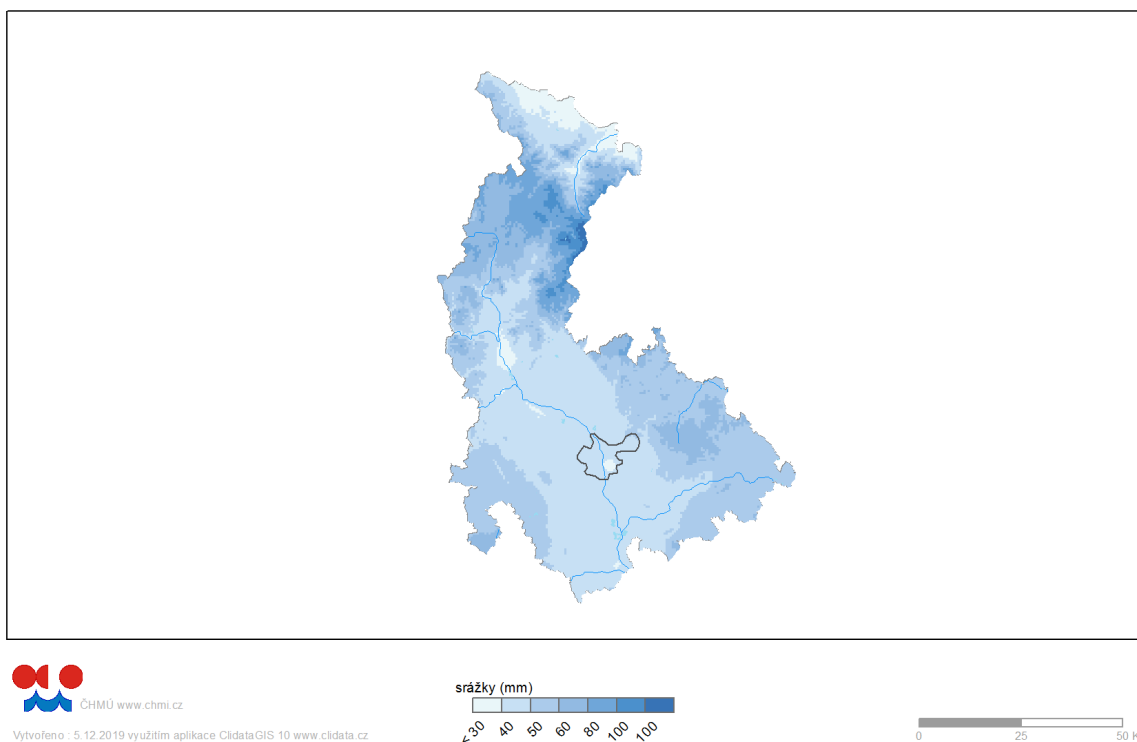 srážky (mm)
< 30 40 50 60 80 100 100
ČHMÚ www.chmi.cz
Vytvořeno : 5.12.2019 využitím aplikace ClidataGIS 10 www.clidata.cz
0 25 50 K